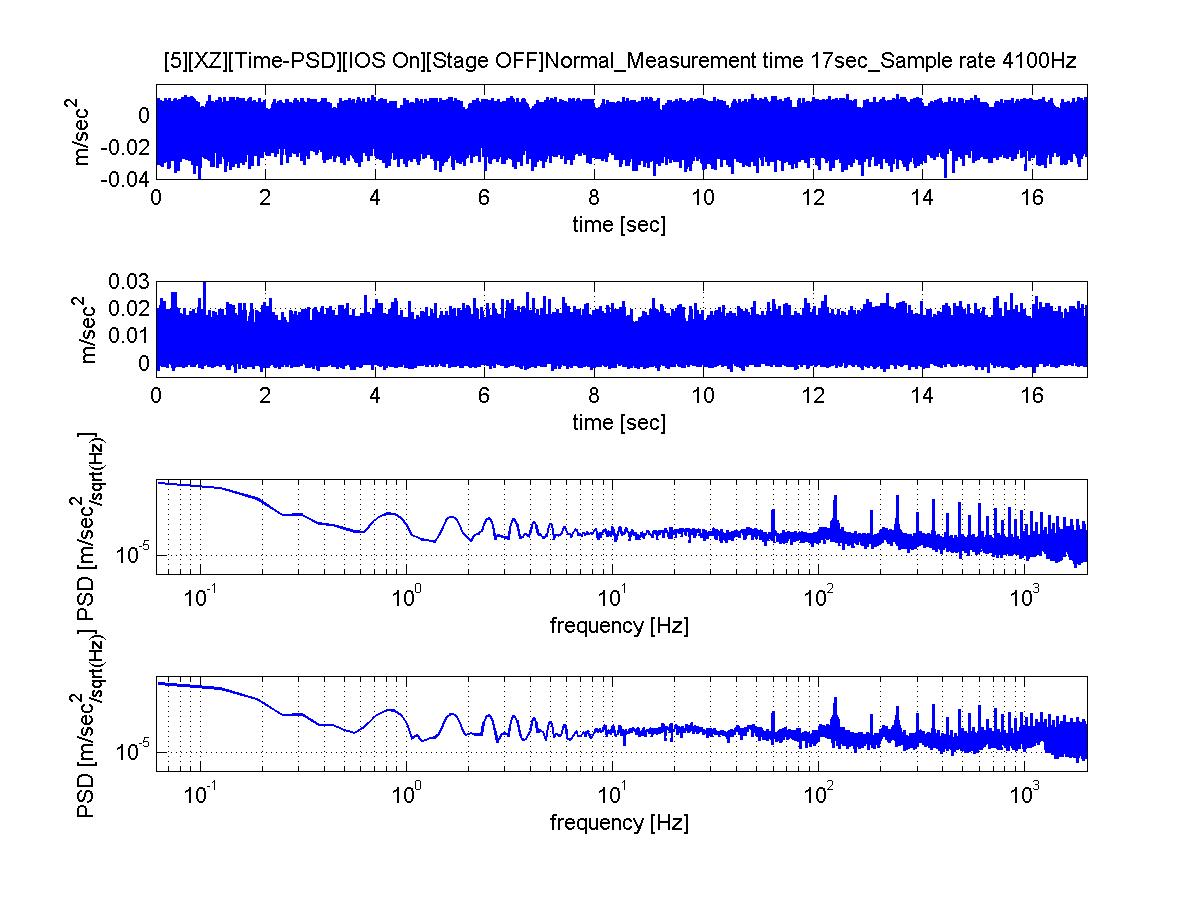 [5][XZ][Time-PSD][IOS On][Stage OFF]Normal_Measurement time 17sec_Sample rate 4100Hz
m/sec²
0
-0.02
-0.04
0 2 4 6 8 10 12 14 16
time [sec]
m/sec²
0.03
0.02
0.01
0
0 2 4 6 8 10 12 14 16
time [sec]
PSD [m/sec²/sqrt(Hz)]
10⁻⁵
10⁻¹ 10⁰ 10¹ 10² 10³
frequency [Hz]
PSD [m/sec²/sqrt(Hz)]
10⁻⁵
10⁻¹ 10⁰ 10¹ 10² 10³
frequency [Hz]